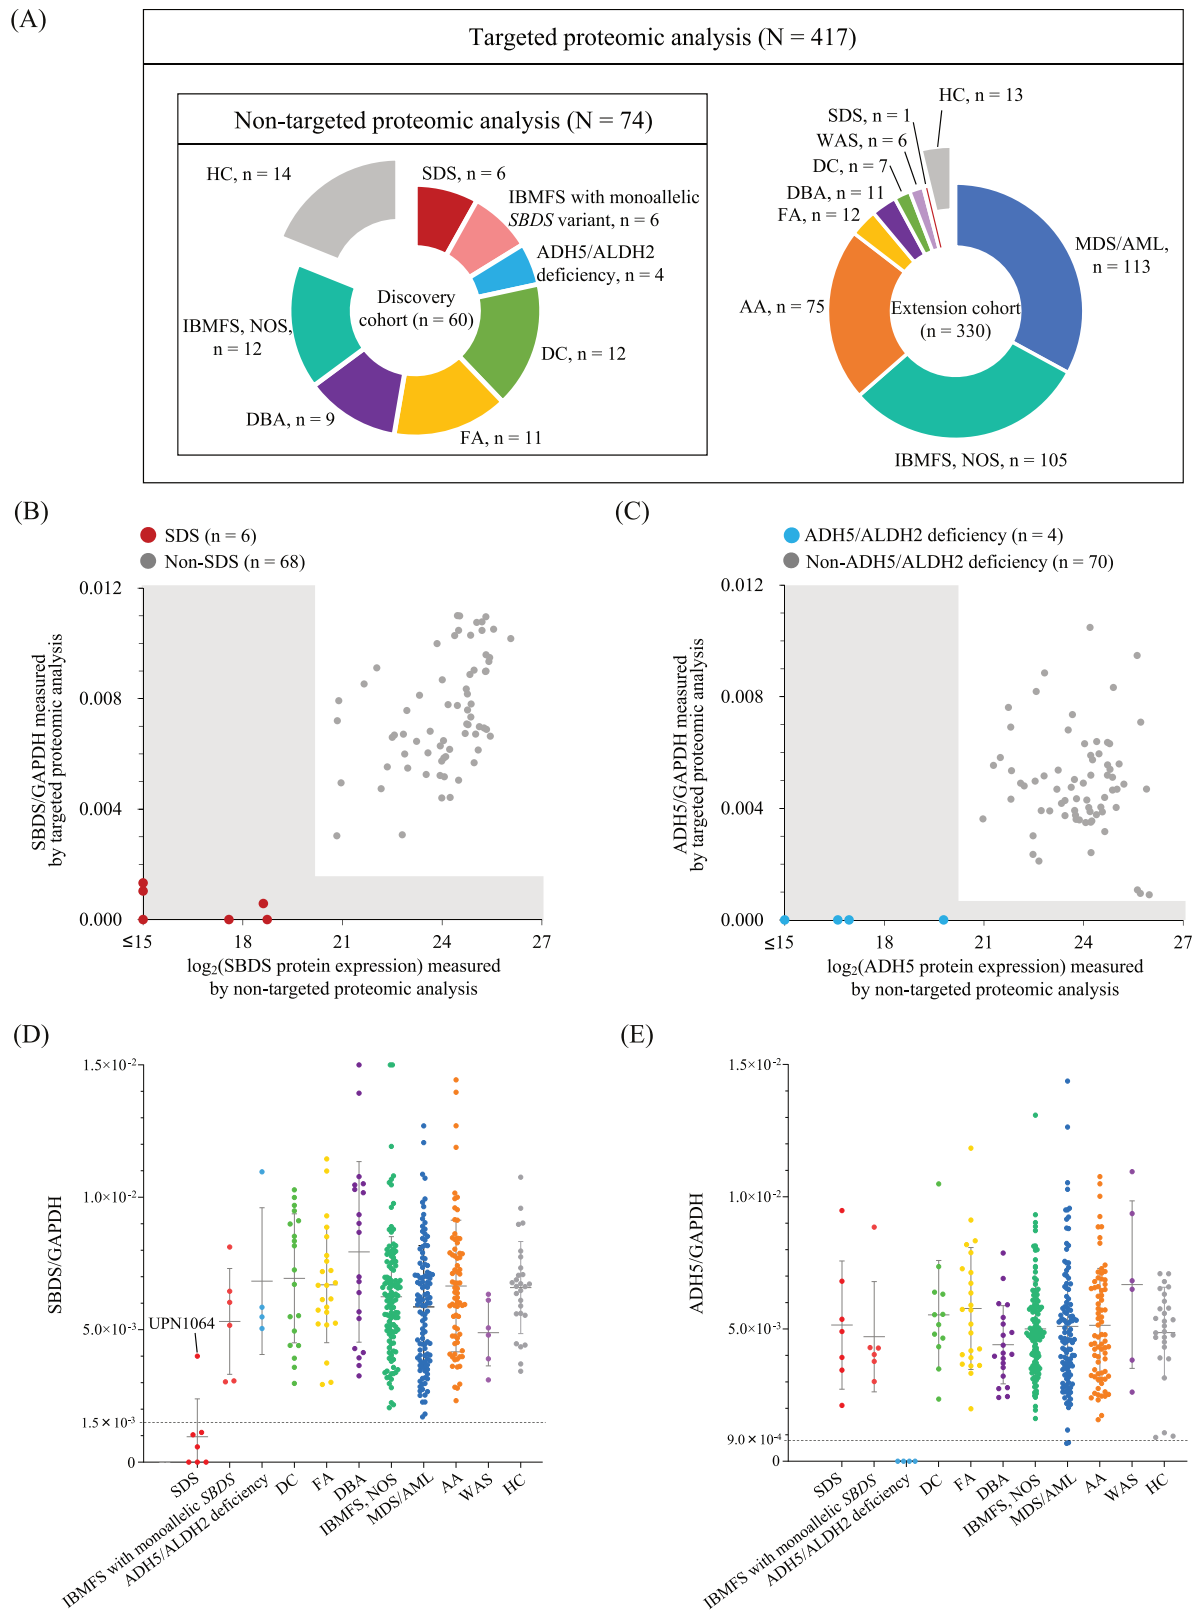 (A)
Targeted proteomic analysis (N = 417)
Non-targeted proteomic analysis (N = 74)
HC, n = 14
SDS, n = 6
IBMFS with monoallelic
SBDS variant, n = 6
ADH5/ALDH2
deficiency, n = 4
Discovery
cohort (n = 60)
IBMFS, NOS,
n = 12
DC, n = 12
DBA, n = 9
FA, n = 11
HC, n = 13
SDS, n = 1
WAS, n = 6
DC, n = 7
DBA, n = 11
FA, n = 12
MDS/AML,
n = 113
AA, n = 75
Extension cohort
(n = 330)
IBMFS, NOS, n = 105
(B)
SDS (n = 6)
Non-SDS (n = 68)
0.012
0.008
0.004
0.000
SBDS/GAPDH measured
by targeted proteomic analysis
≤15
18
21
24
27
log₂(SBDS protein expression) measured
by non-targeted proteomic analysis
(C)
ADH5/ALDH2 deficiency (n = 4)
Non-ADH5/ALDH2 deficiency (n = 70)
0.012
0.008
0.004
0.000
ADH5/GAPDH measured
by targeted proteomic analysis
≤15
18
21
24
27
log₂(ADH5 protein expression) measured
by non-targeted proteomic analysis
(D)
1.5×10⁻²
1.0×10⁻²
5.0×10⁻³
1.5×10⁻³
0
SBDS/GAPDH
UPN1064
SDS
IBMFS with monoallelic SBDS
ADH5/ALDH2 deficiency
DC
FA
DBA
IBMFS, NOS
MDS/AML
AA
WAS
HC
(E)
1.5×10⁻²
1.0×10⁻²
5.0×10⁻³
9.0×10⁻⁴
0
ADH5/GAPDH
SDS
IBMFS with monoallelic SBDS
ADH5/ALDH2 deficiency
DC
FA
DBA
IBMFS, NOS
MDS/AML
AA
WAS
HC